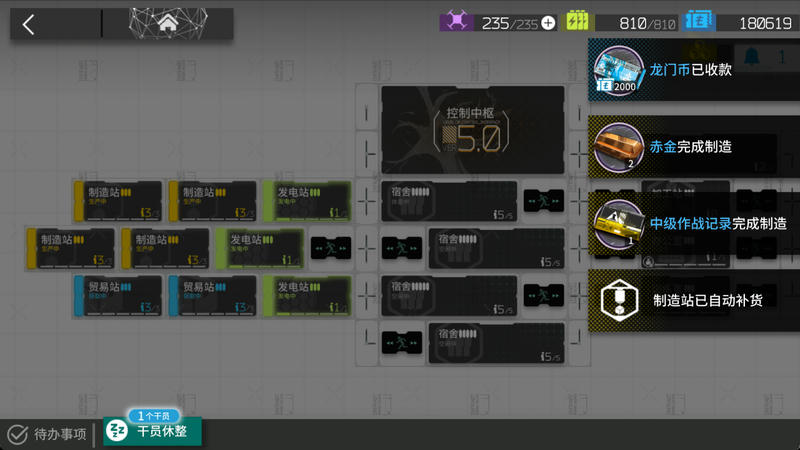 235/235
810/810
180619
龙门币已收款
2000
1
控制中枢
5.0
赤金完成制造
2
制造站
生产中
3/3
制造站
生产中
3/3
发电站
发电中
1/1
宿舍
休息中
5/5
中级作战记录完成制造
1
制造站
生产中
3/3
制造站
生产中
3/3
发电站
发电中
1/1
宿舍
空闲中
5/5
贸易站
获取中
3/3
贸易站
获取中
3/3
发电站
发电中
1/1
宿舍
空闲中
5/5
制造站已自动补货
宿舍
空闲中
5/5
1个干员
待办事项
干员休整